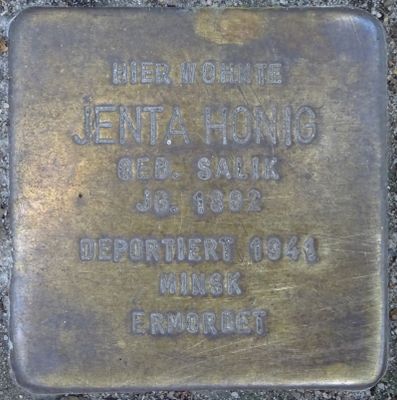 HIER WOHNTE
JENTA HONIG
GEB. SALIK
JG. 1892
DEPORTIERT 1941
MINSK
ERMORDET